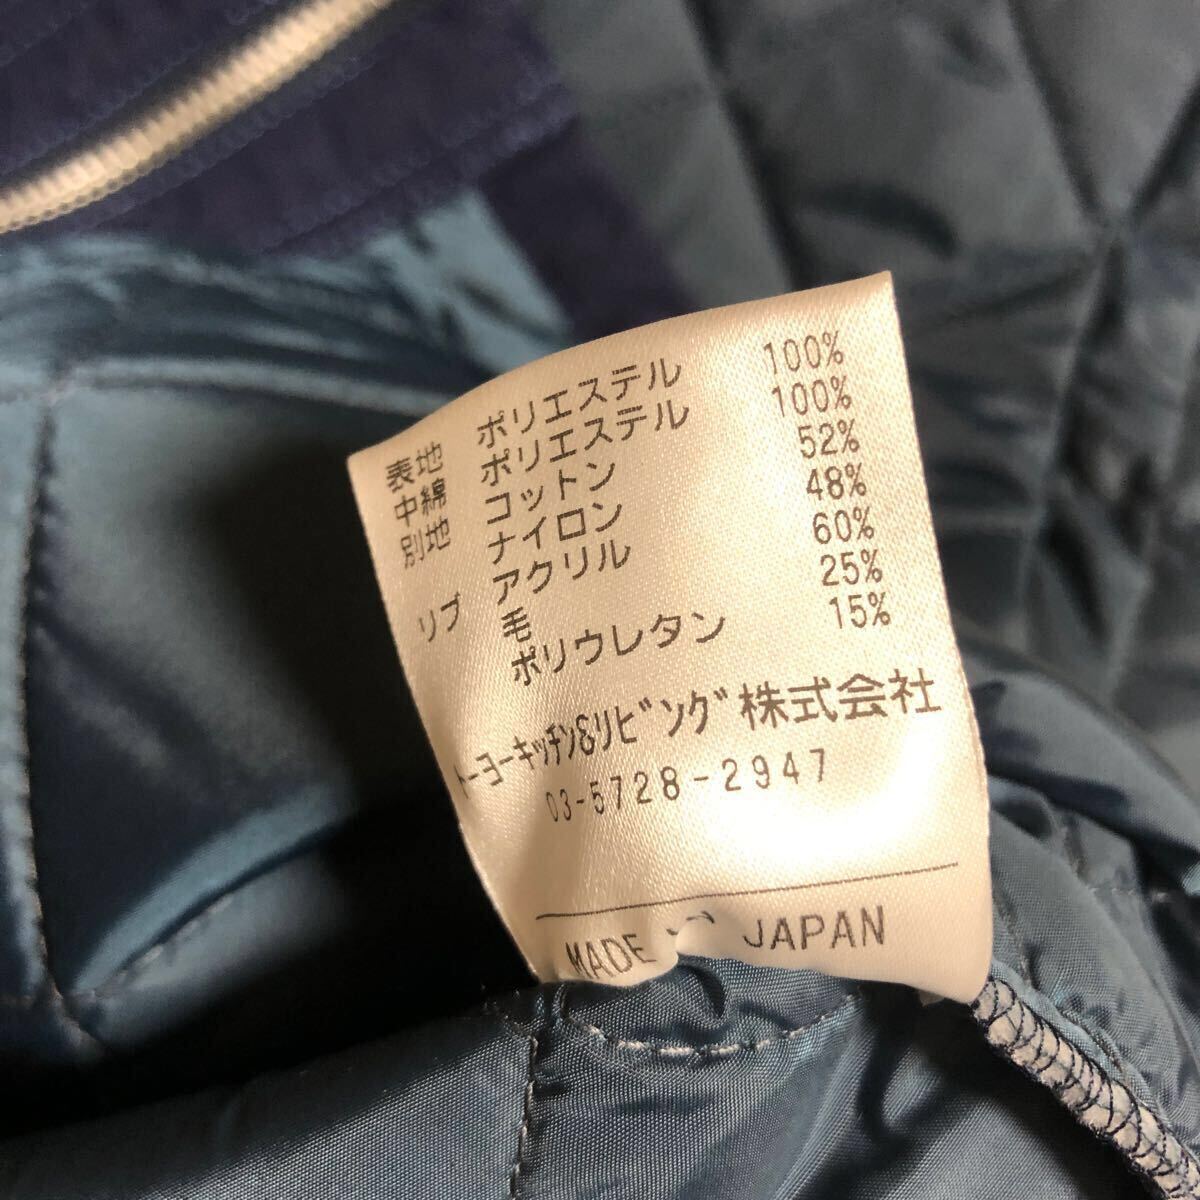 表地 ポリエステル 100%
中綿 ポリエステル 100%
別地 コットン 52%
ナイロン 48%
リブ アクリル 60%
毛 25%
ポリウレタン 15%
トーヨーキッチン&リビング株式会社
03-5728-2947
MADE JAPAN